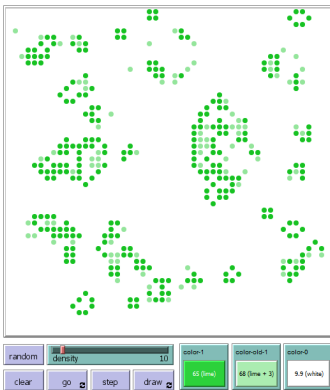 random
density 10
clear go step draw
color-1
65 (lime)
color-old-1
68 (lime + 3)
color-0
9.9 (white)